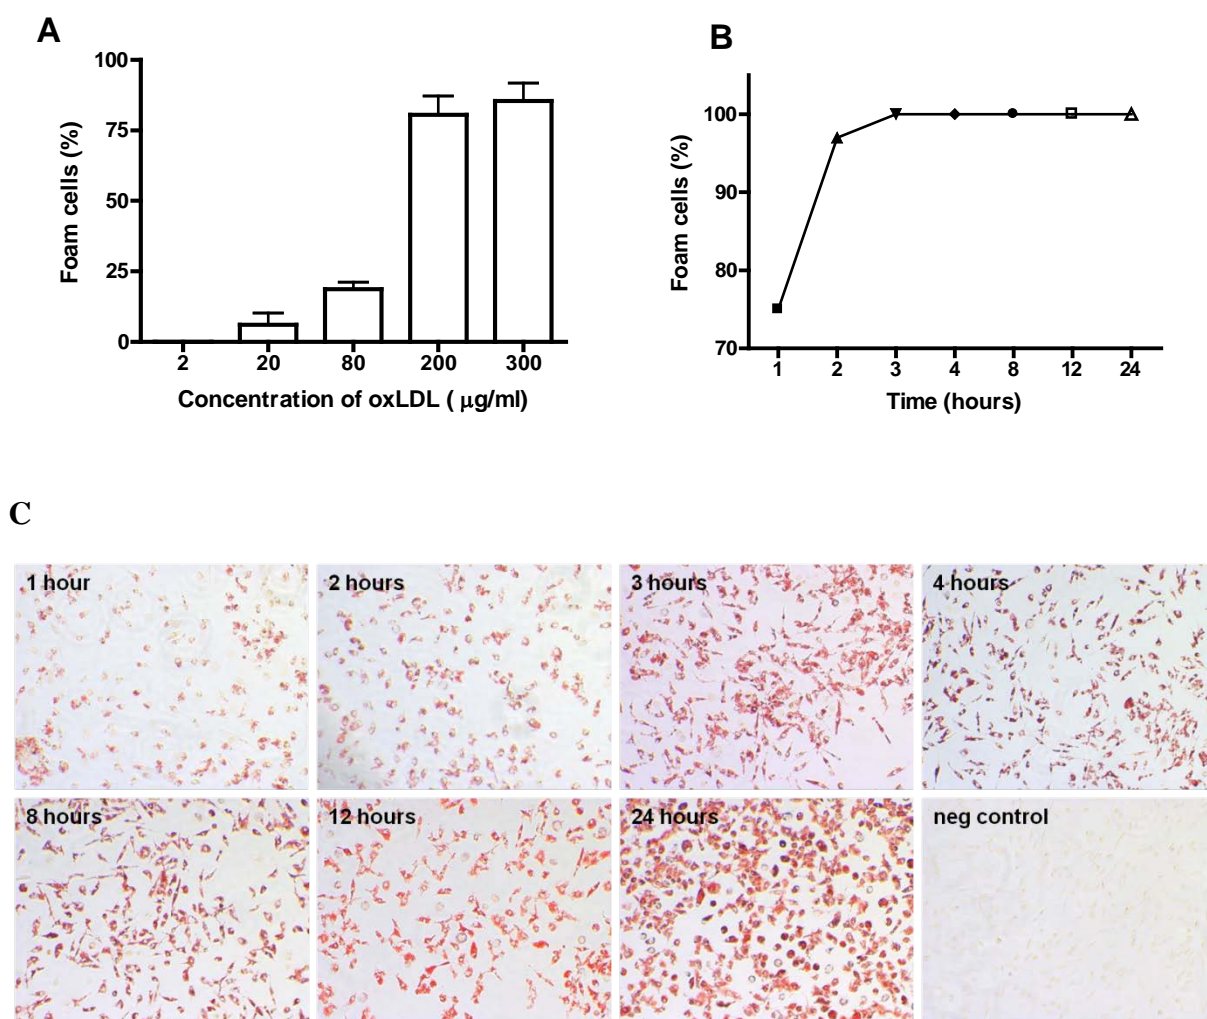 A
100
75
50
25
0
Foam cells (%)
2 20 80 200 300
Concentration of oxLDL ( μg/ml)
B
100
90
80
70
Foam cells (%)
1 2 3 4 8 12 24
Time (hours)
C
1 hour
2 hours
3 hours
4 hours
8 hours
12 hours
24 hours
neg control